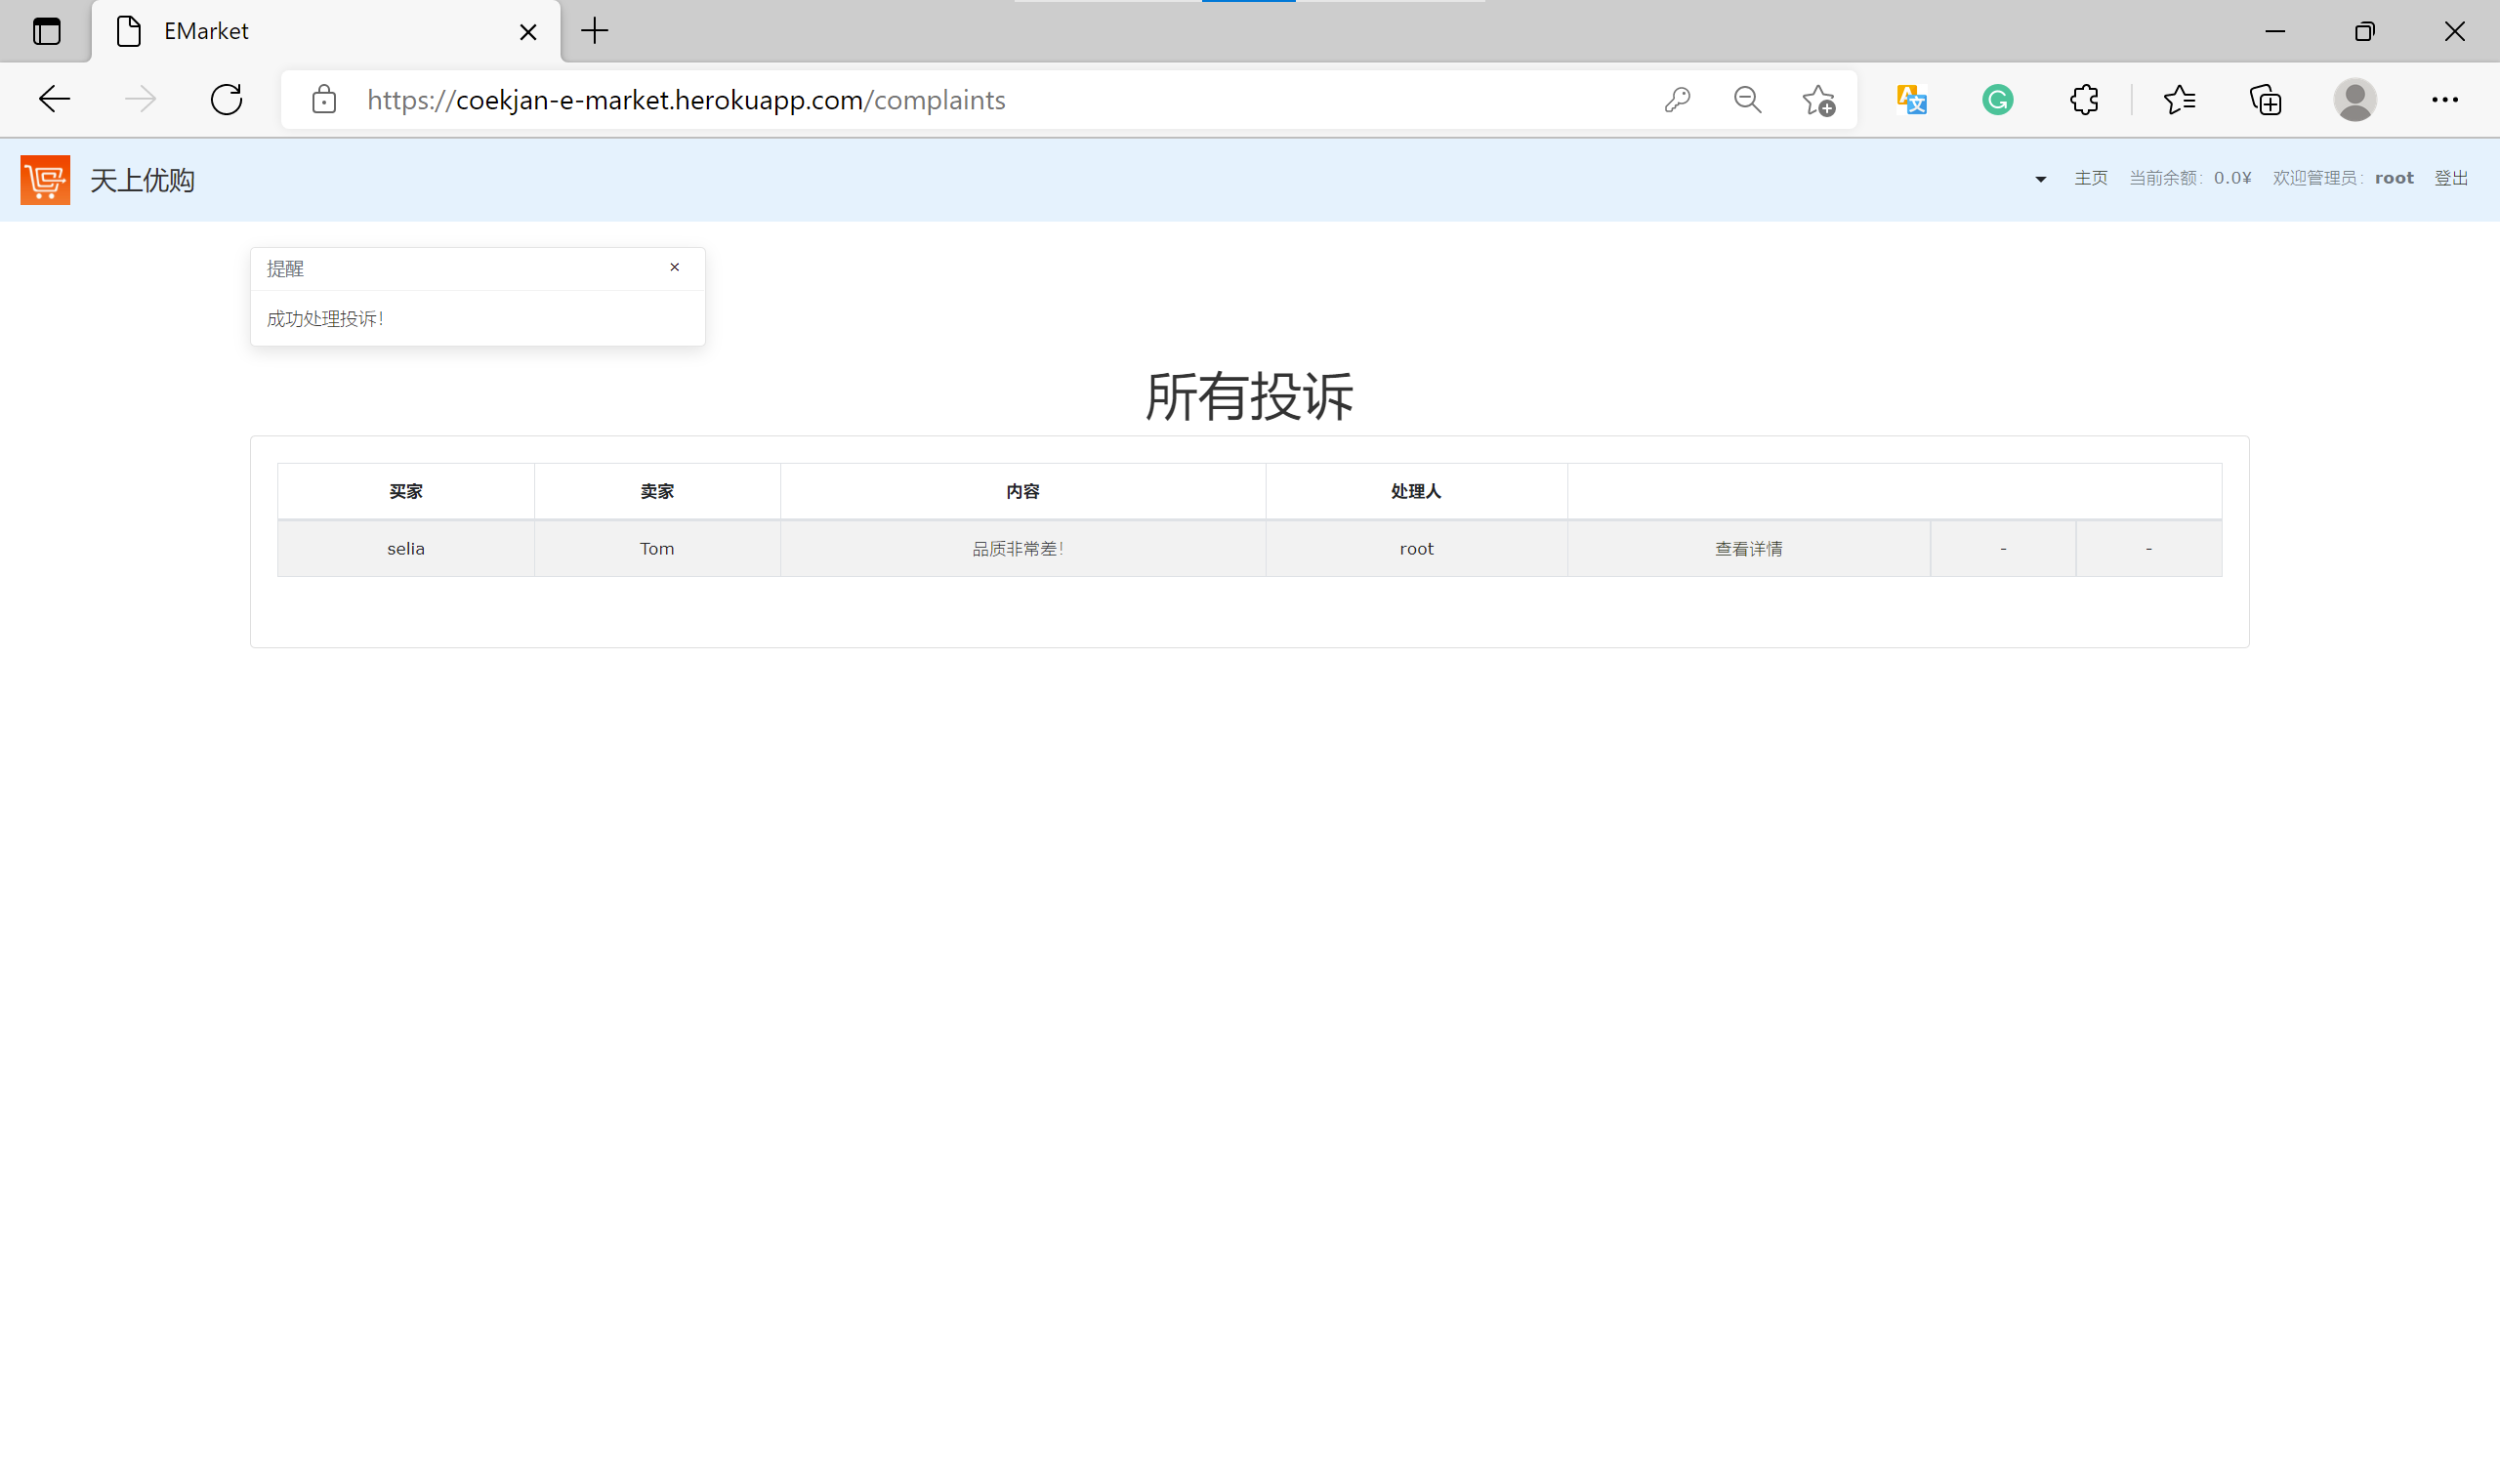 EMarket
https://coekjan-e-market.herokuapp.com/complaints
天上优购
主页 当前余额：0.0¥ 欢迎管理员：root 登出
提醒 ×
成功处理投诉！
所有投诉
买家 卖家 内容 处理人
selia Tom 品质非常差！ root 查看详情 - -